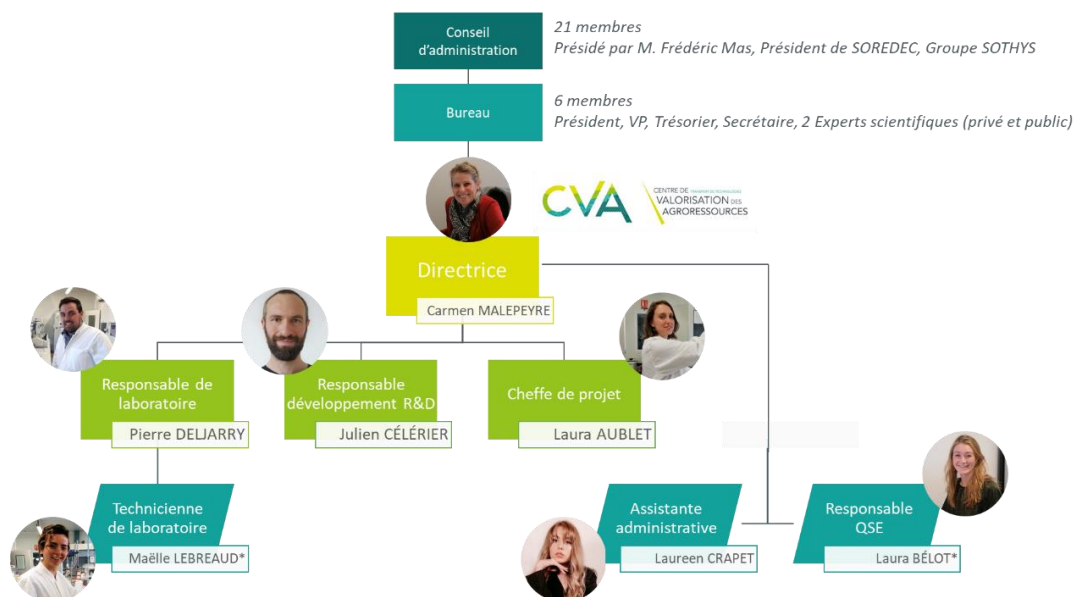 Conseil
d'administration
21 membres
Présidé par M. Frédéric Mas, Président de SOREDEC, Groupe SOTHYS
Bureau
6 membres
Président, VP, Trésorier, Secrétaire, 2 Experts scientifiques (privé et public)
CVA
CENTRE DE TRANSFERT DE TECHNOLOGIES
VALORISATION DES
AGRORESSOURCES
Directrice
Carmen MALEPEYRE
Responsable de
laboratoire
Pierre DELJARRY
Responsable
développement R&D
Julien CÉLÉRIER
Cheffe de projet
Laura AUBLET
Technicienne
de laboratoire
Maëlle LEBREAUD*
Assistante
administrative
Laureen CRAPET
Responsable
QSE
Laura BÉLOT*